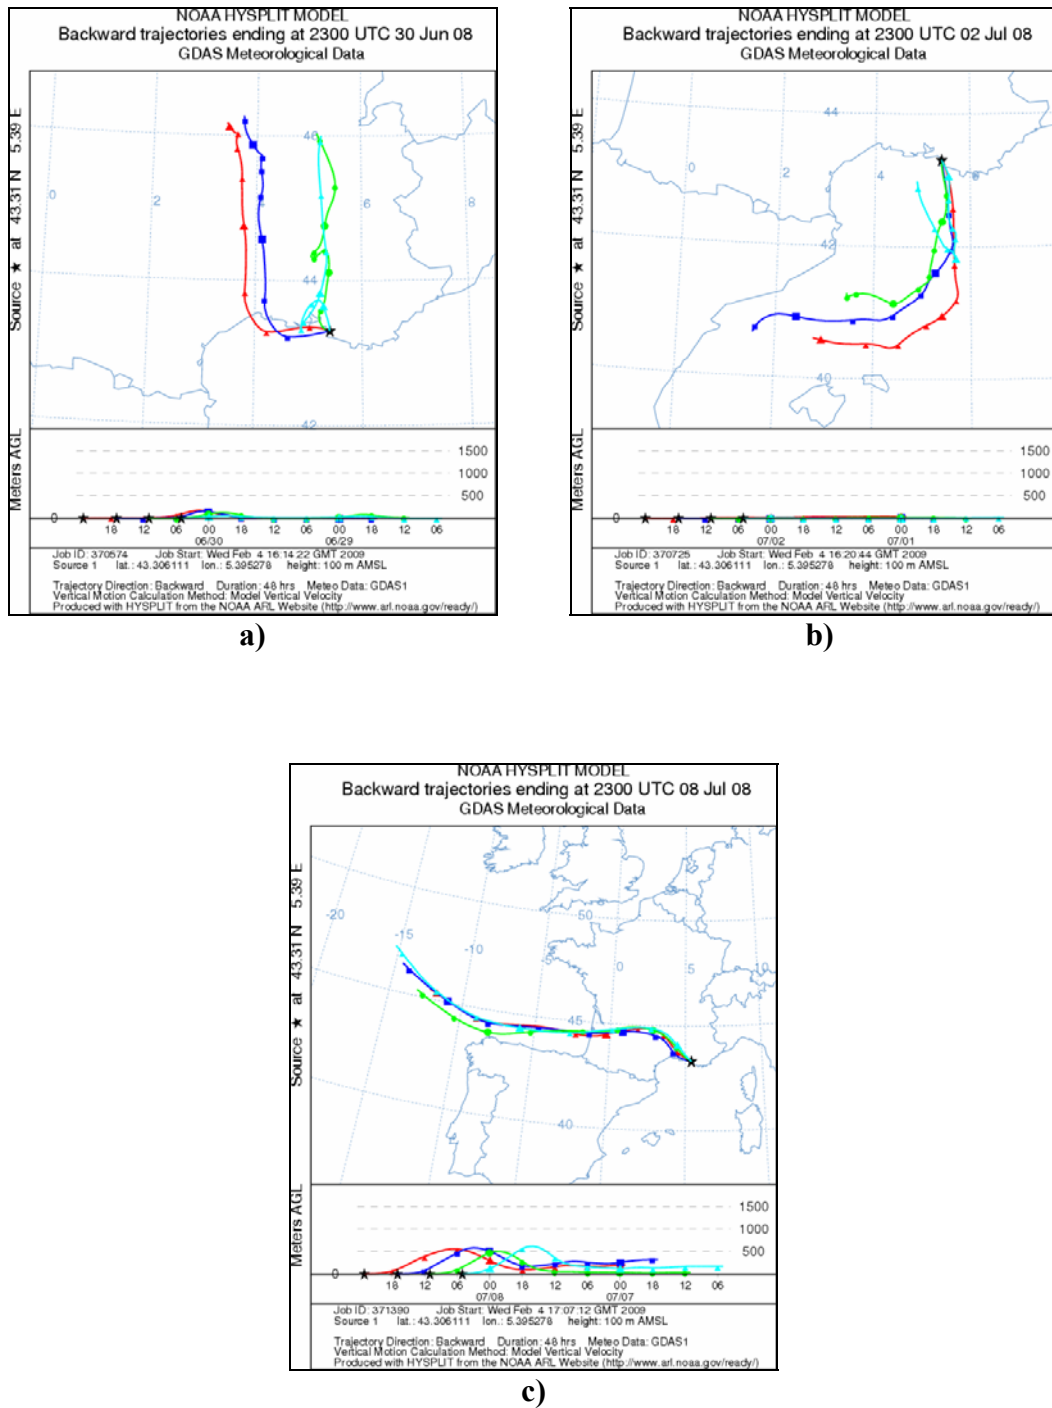 NOAA HYSPLIT MODEL
Backward trajectories ending at 2300 UTC 30 Jun 08
GDAS Meteorological Data
Source ★ at 43.31 N 5.39 E
46
0
2
4
6
8
44
42
Meters AGL
1500
1000
500
0
18 12 06 00 18 12 06 00 18 12 06
06/30 06/29
Job ID: 370574 Job Start: Wed Feb 4 16:14:22 GMT 2009
Source 1 lat.: 43.306111 lon.: 5.395278 height: 100 m AMSL
Trajectory Direction: Backward Duration: 48 hrs Meteo Data: GDAS1
Vertical Motion Calculation Method: Model Vertical Velocity
Produced with HYSPLIT from the NOAA ARL Website (http://www.arl.noaa.gov/ready/)
a)
NOAA HYSPLIT MODEL
Backward trajectories ending at 2300 UTC 02 Jul 08
GDAS Meteorological Data
Source ★ at 43.31 N 5.39 E
44
0
2
4
6
42
40
Meters AGL
1500
1000
500
0
18 12 06 00 18 12 06 00 18 12 06
07/02 07/01
Job ID: 370725 Job Start: Wed Feb 4 16:20:44 GMT 2009
Source 1 lat.: 43.306111 lon.: 5.395278 height: 100 m AMSL
Trajectory Direction: Backward Duration: 48 hrs Meteo Data: GDAS1
Vertical Motion Calculation Method: Model Vertical Velocity
Produced with HYSPLIT from the NOAA ARL Website (http://www.arl.noaa.gov/ready/)
b)
NOAA HYSPLIT MODEL
Backward trajectories ending at 2300 UTC 08 Jul 08
GDAS Meteorological Data
Source ★ at 43.31 N 5.39 E
-20
-15
-10
-5
0
5
10
50
45
40
Meters AGL
1500
1000
500
0
18 12 06 00 18 12 06 00 18 12 06
07/08 07/07
Job ID: 371390 Job Start: Wed Feb 4 17:07:12 GMT 2009
Source 1 lat.: 43.306111 lon.: 5.395278 height: 100 m AMSL
Trajectory Direction: Backward Duration: 48 hrs Meteo Data: GDAS1
Vertical Motion Calculation Method: Model Vertical Velocity
Produced with HYSPLIT from the NOAA ARL Website (http://www.arl.noaa.gov/ready/)
c)